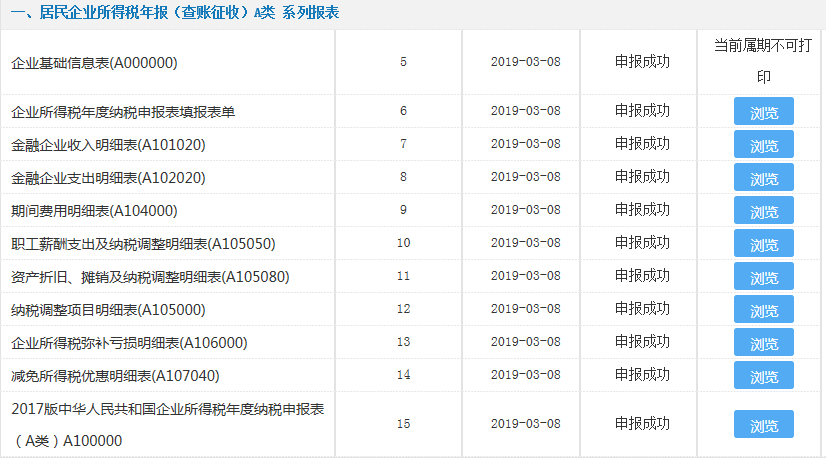 一、居民企业所得税年报（查账征收）A类 系列报表
企业基础信息表(A000000) 5 2019-03-08 申报成功 当前属期不可打
印
企业所得税年度纳税申报表填报表单 6 2019-03-08 申报成功 浏览
金融企业收入明细表(A101020) 7 2019-03-08 申报成功 浏览
金融企业支出明细表(A102020) 8 2019-03-08 申报成功 浏览
期间费用明细表(A104000) 9 2019-03-08 申报成功 浏览
职工薪酬支出及纳税调整明细表(A105050) 10 2019-03-08 申报成功 浏览
资产折旧、摊销及纳税调整明细表(A105080) 11 2019-03-08 申报成功 浏览
纳税调整项目明细表(A105000) 12 2019-03-08 申报成功 浏览
企业所得税弥补亏损明细表(A106000) 13 2019-03-08 申报成功 浏览
减免所得税优惠明细表(A107040) 14 2019-03-08 申报成功 浏览
2017版中华人民共和国企业所得税年度纳税申报表
（A类）A100000 15 2019-03-08 申报成功 浏览